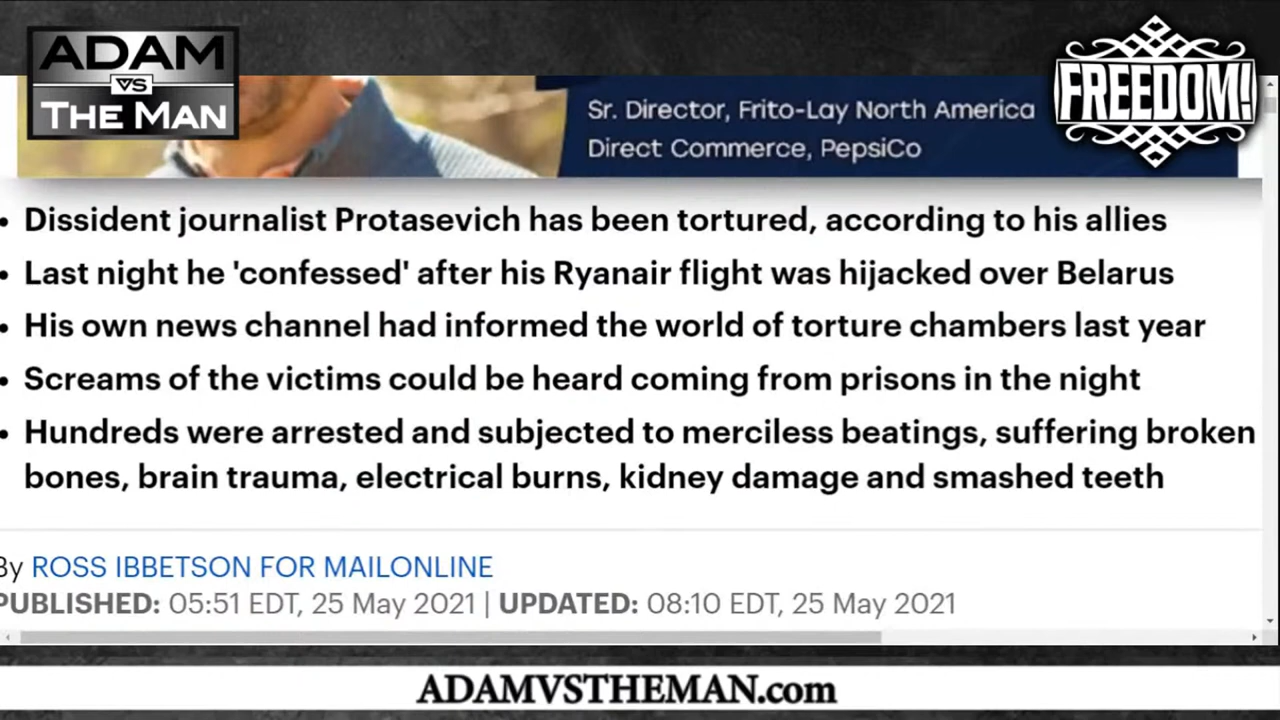 ADAM
VS
THE MAN
FREEDOM!
Sr. Director, Frito-Lay North America
Direct Commerce, PepsiCo
• Dissident journalist Protasevich has been tortured, according to his allies
• Last night he 'confessed' after his Ryanair flight was hijacked over Belarus
• His own news channel had informed the world of torture chambers last year
• Screams of the victims could be heard coming from prisons in the night
• Hundreds were arrested and subjected to merciless beatings, suffering broken
bones, brain trauma, electrical burns, kidney damage and smashed teeth
By ROSS IBBETSON FOR MAILONLINE
PUBLISHED: 05:51 EDT, 25 May 2021 | UPDATED: 08:10 EDT, 25 May 2021
ADAMVSTHEMAN.com